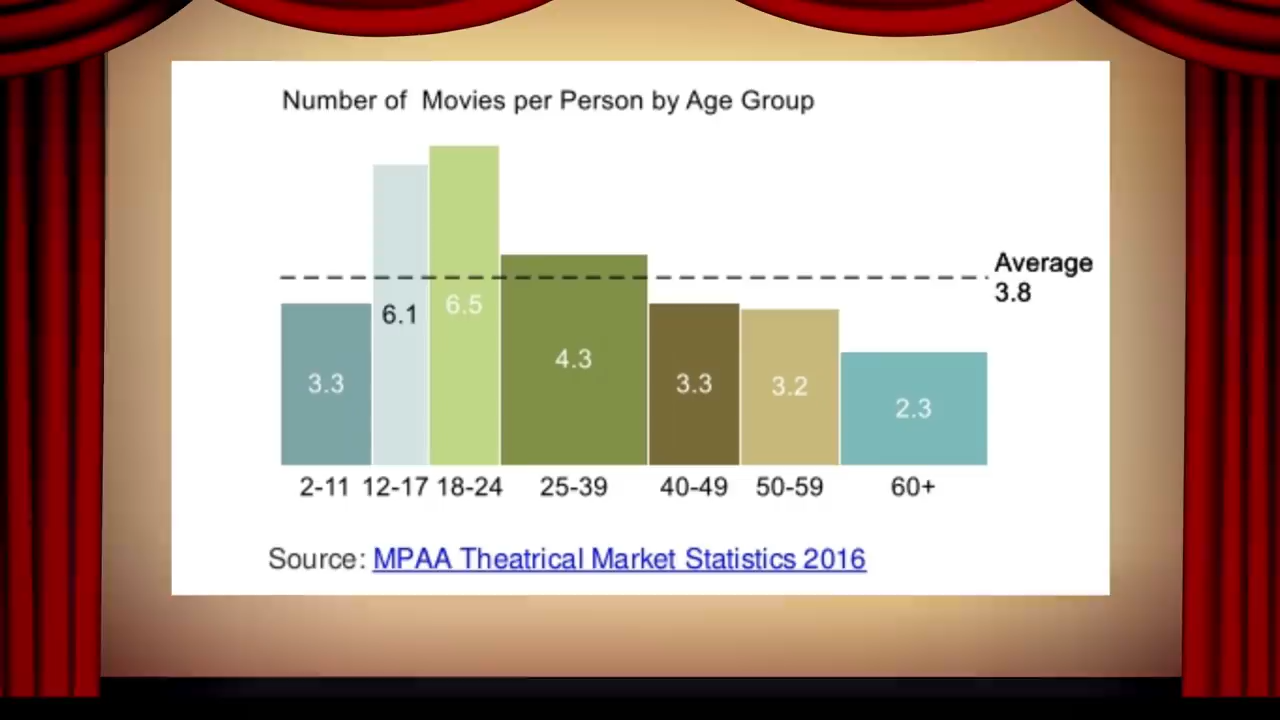 Number of Movies per Person by Age Group
Average
3.8
6.1
6.5
4.3
3.3
3.3
3.2
2.3
2-11 12-17 18-24 25-39 40-49 50-59 60+
Source: MPAA Theatrical Market Statistics 2016